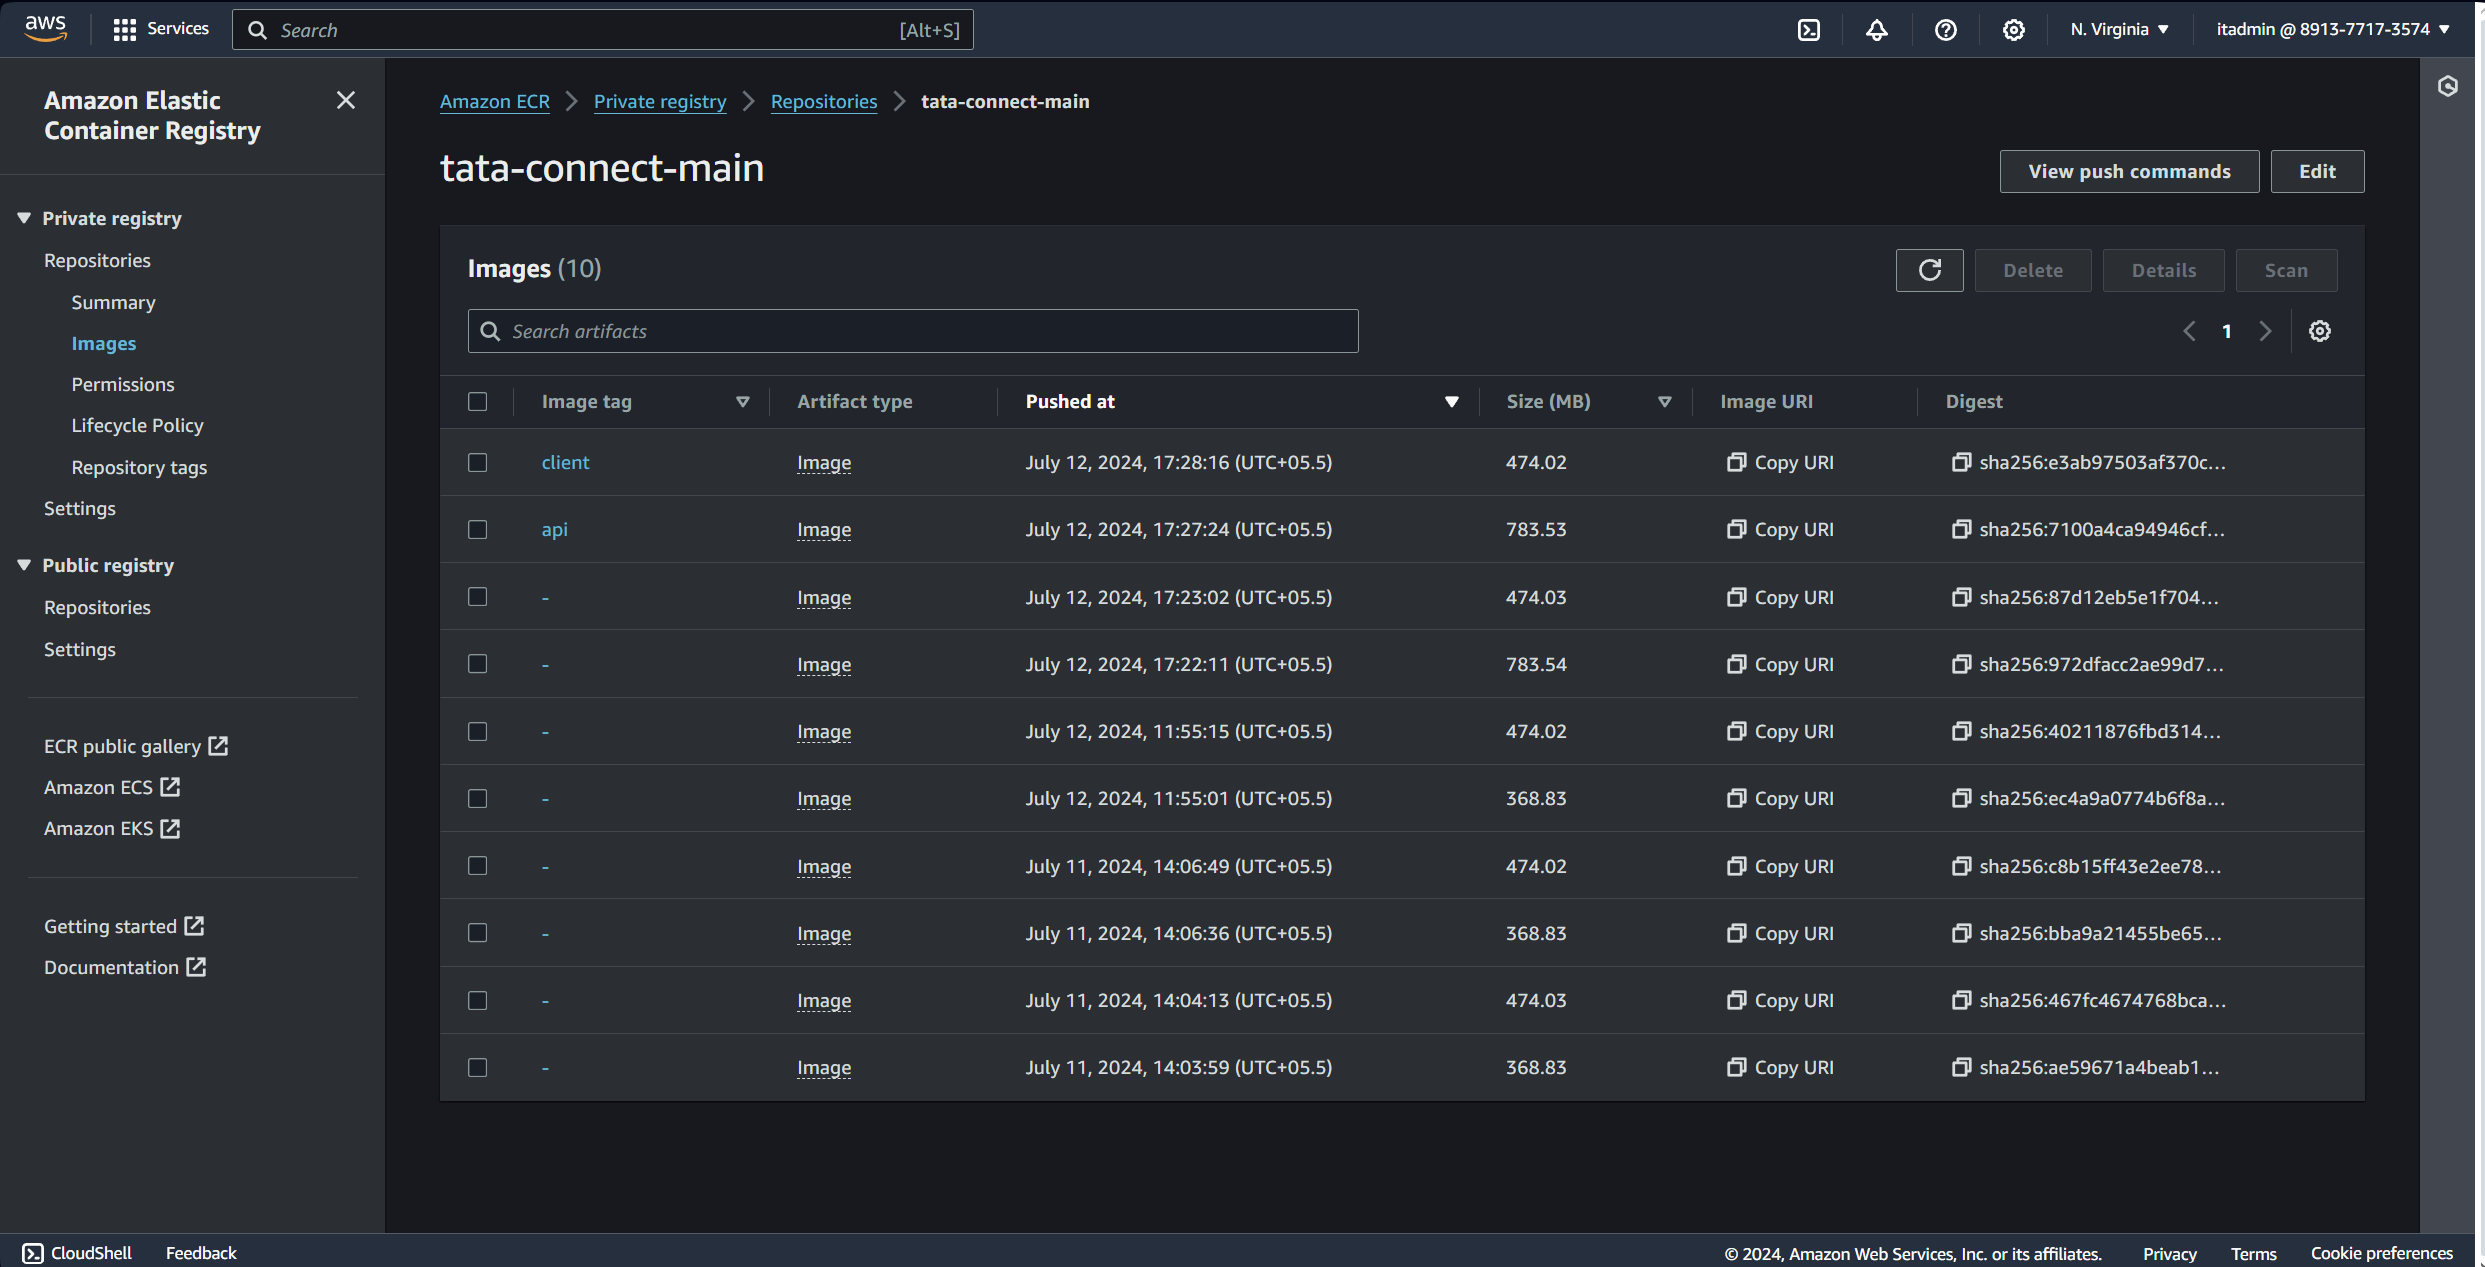 aws Services Search [Alt+S] N. Virginia itadmin @ 8913-7717-3574
Amazon Elastic
Container Registry
Private registry
Repositories
Summary
Images
Permissions
Lifecycle Policy
Repository tags
Settings
Public registry
Repositories
Settings
ECR public gallery
Amazon ECS
Amazon EKS
Getting started
Documentation
Amazon ECR Private registry Repositories tata-connect-main
tata-connect-main
View push commands Edit
Images (10)
Delete Details Scan
Search artifacts
1
Image tag Artifact type Pushed at Size (MB) Image URI Digest
client Image July 12, 2024, 17:28:16 (UTC+05.5) 474.02 Copy URI sha256:e3ab97503af370c...
api Image July 12, 2024, 17:27:24 (UTC+05.5) 783.53 Copy URI sha256:7100a4ca94946cf...
- Image July 12, 2024, 17:23:02 (UTC+05.5) 474.03 Copy URI sha256:87d12eb5e1f704...
- Image July 12, 2024, 17:22:11 (UTC+05.5) 783.54 Copy URI sha256:972dfacc2ae99d7...
- Image July 12, 2024, 11:55:15 (UTC+05.5) 474.02 Copy URI sha256:40211876fbd314...
- Image July 12, 2024, 11:55:01 (UTC+05.5) 368.83 Copy URI sha256:ec4a9a0774b6f8a...
- Image July 11, 2024, 14:06:49 (UTC+05.5) 474.02 Copy URI sha256:c8b15ff43e2ee78...
- Image July 11, 2024, 14:06:36 (UTC+05.5) 368.83 Copy URI sha256:bba9a21455be65...
- Image July 11, 2024, 14:04:13 (UTC+05.5) 474.03 Copy URI sha256:467fc4674768bca...
- Image July 11, 2024, 14:03:59 (UTC+05.5) 368.83 Copy URI sha256:ae59671a4beab1...
CloudShell Feedback © 2024, Amazon Web Services, Inc. or its affiliates. Privacy Terms Cookie preferences